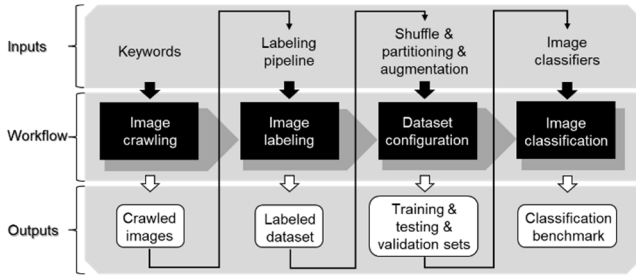 Inputs
Keywords
Labeling
pipeline
Shuffle &
partitioning &
augmentation
Image
classifiers
Workflow
Image
crawling
Image
labeling
Dataset
configuration
Image
classification
Outputs
Crawled
images
Labeled
dataset
Training &
testing &
validation sets
Classification
benchmark